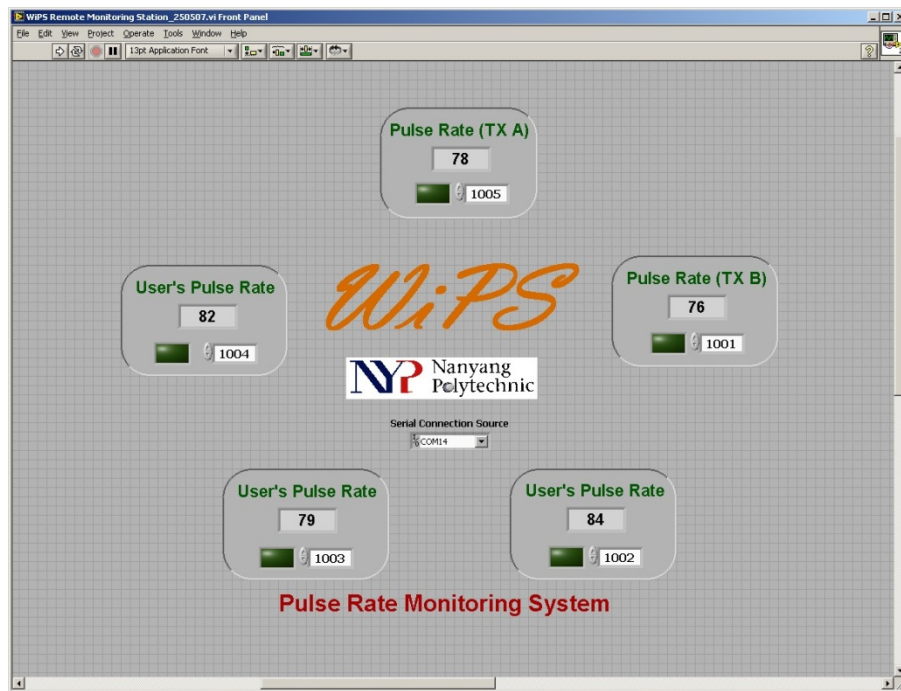 WiPS Remote Monitoring Station_250507.vi Front Panel
File Edit View Project Operate Tools Window Help
13pt Application Font
Pulse Rate (TX A)
78
1005
User's Pulse Rate
82
1004
WiPS
Pulse Rate (TX B)
76
1001
NYP Nanyang
Polytechnic
Serial Connection Source
COM14
User's Pulse Rate
79
1003
User's Pulse Rate
84
1002
Pulse Rate Monitoring System